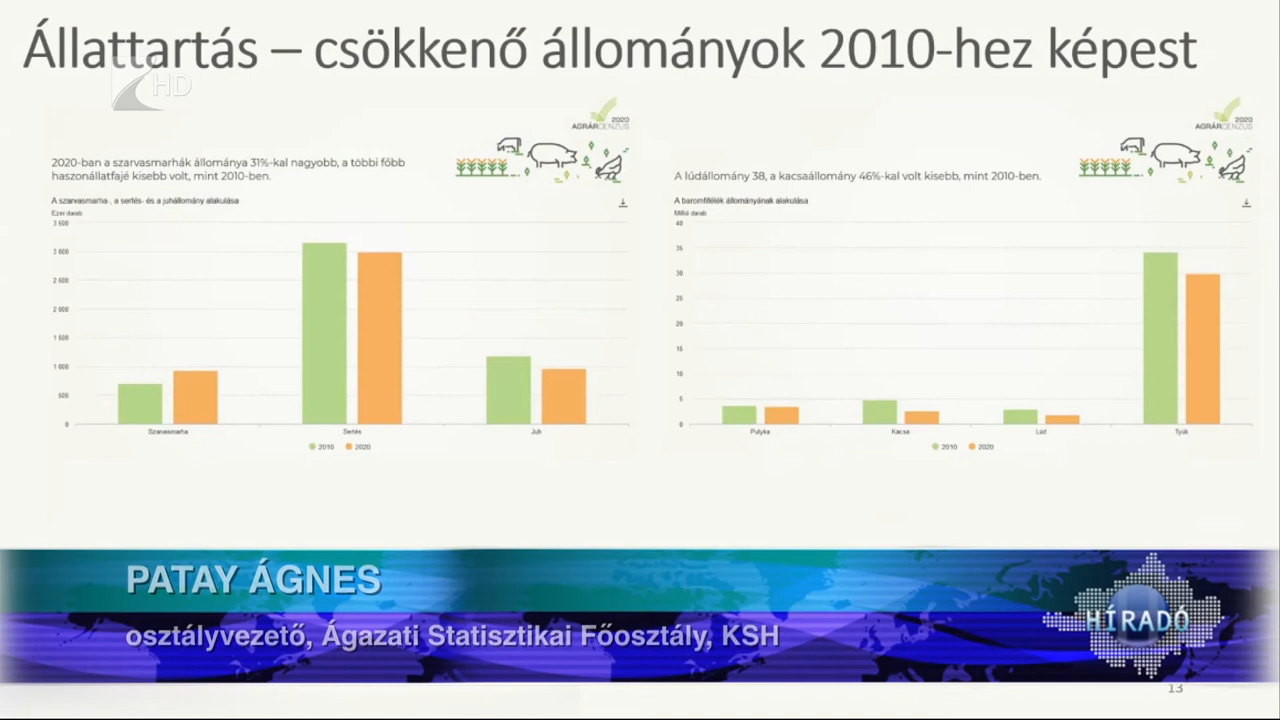 Állattartás – csökkenő állományok 2010-hez képest
HD
2020
AGRÁRCENZUS
2020-ban a szarvasmarhák állománya 31%-kal nagyobb, a többi főbb
haszonállatfajé kisebb volt, mint 2010-ben.
A szarvasmarha-, a sertés- és a juhállomány alakulása
Ezer darab
3 500
3 000
2 500
2 000
1 500
1 000
500
0
Szarvasmarha
Sertés
Juh
2010 2020
2020
AGRÁRCENZUS
A lúdállomány 38, a kacsaállomány 46%-kal volt kisebb, mint 2010-ben.
A baromfifélék állományának alakulása
Millió darab
40
35
30
25
20
15
10
5
0
Pulyka
Kacsa
Lúd
Tyúk
2010 2020
PATAY ÁGNES
osztályvezető, Ágazati Statisztikai Főosztály, KSH
HÍRADÓ
13